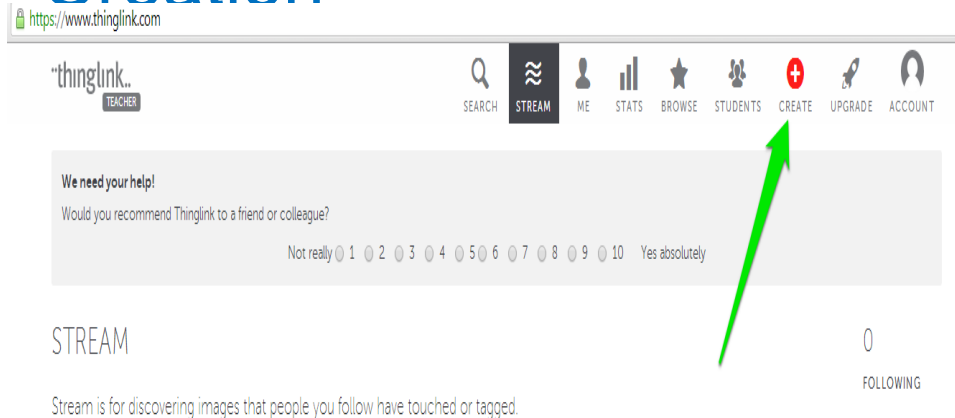 https://www.thinglink.com
thinglink..
TEACHER
SEARCH STREAM ME STATS BROWSE STUDENTS CREATE UPGRADE ACCOUNT
We need your help!
Would you recommend Thinglink to a friend or colleague?
Not really 1 2 3 4 5 6 7 8 9 10 Yes absolutely
STREAM
0
FOLLOWING
Stream is for discovering images that people you follow have touched or tagged.